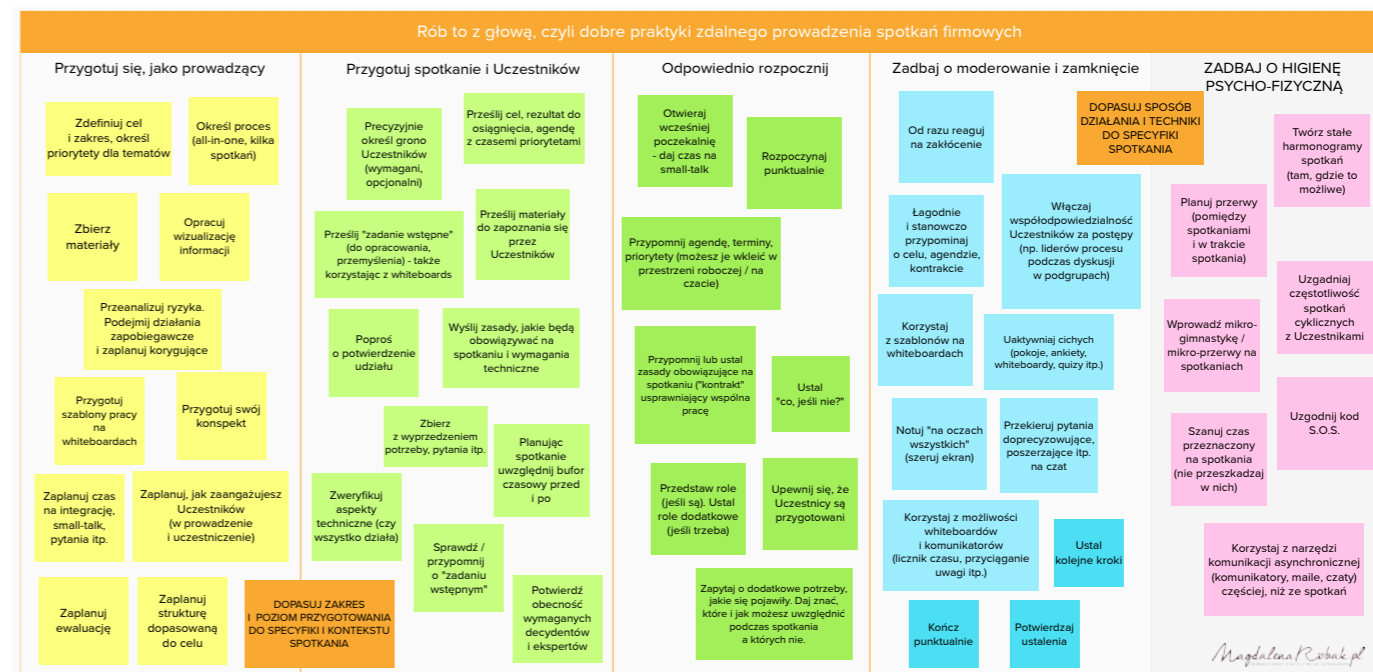 Rób to z głową, czyli dobre praktyki zdalnego prowadzenia spotkań firmowych
Przygotuj się, jako prowadzący
Zdefiniuj cel
i zakres, określ
priorytety dla tematów
Określ proces
(all-in-one, kilka
spotkań)
Zbierz
materiały
Opracuj
wizualizację
informacji
Przeanalizuj ryzyka.
Podejmij działania
zapobiegawcze
i zaplanuj korygujące
Przygotuj
szablony pracy
na
whiteboardach
Przygotuj swój
konspekt
Zaplanuj czas
na integrację,
small-talk,
pytania itp.
Zaplanuj, jak zaangażujesz
Uczestników
(w prowadzenie
i uczestniczenie)
Zaplanuj
ewaluację
Zaplanuj
strukturę
dopasowaną
do celu
DOPASUJ ZAKRES
I POZIOM PRZYGOTOWANIA
DO SPECYFIKI I KONTEKSTU
SPOTKANIA
Przygotuj spotkanie i Uczestników
Precyzyjnie
określ grono
Uczestników
(wymagani,
opcjonalni)
Prześlij cel, rezultat do
osiągnięcia, agendę
z czasemi priorytetami
Prześlij "zadanie wstępne"
(do opracowania,
przemyślenia) - także
korzystając z whiteboards
Prześlij materiały
do zapoznania się
przez
Uczestników
Poproś
o potwierdzenie
udziału
Wyślij zasady, jakie będą
obowiązywać na
spotkaniu i wymagania
techniczne
Zbierz
z wyprzedzeniem
potrzeby, pytania itp.
Planując
spotkanie
uwzględnij bufor
czasowy przed
i po
Zweryfikuj
aspekty
techniczne (czy
wszystko działa)
Sprawdź /
przypomnij
o "zadaniu
wstępnym"
Potwierdź
obecność
wymaganych
decydentów
i ekspertów
Odpowiednio rozpocznij
Otwieraj
wcześniej
poczekalnię
- daj czas na
small-talk
Rozpoczynaj
punktualnie
Przypomnij agendę, terminy,
priorytety (możesz je wkleić w
przestrzeni roboczej / na
czacie)
Przypomnij lub ustal
zasady obowiązujące na
spotkaniu ("kontrakt"
usprawniający wspólna
pracę
Ustal
"co, jeśli nie?"
Przedstaw role
(jeśli są). Ustal
role dodatkowe
(jeśli trzeba)
Upewnij się, że
Uczestnicy są
przygotowani
Zapytaj o dodatkowe potrzeby,
jakie się pojawiły. Daj znać,
które i jak możesz uwzględnić
podczas spotkania
a których nie.
Zadbaj o moderowanie i zamknięcie
Od razu reaguj
na zakłócenie
DOPASUJ SPOSÓB
DZIAŁANIA I TECHNIKI
DO SPECYFIKI
SPOTKANIA
Łagodnie
i stanowczo
przypominaj
o celu, agendzie,
kontrakcie
Włączaj
współodpowiedzialność
Uczestników za postępy
(np. liderów procesu
podczas dyskusji
w podgrupach)
Korzystaj
z szablonów na
whiteboardach
Uaktywniaj cichych
(pokoje, ankiety,
whiteboardy, quizy itp.)
Notuj "na oczach
wszystkich"
(szeruj ekran)
Przekieruj pytania
doprecyzowujące,
poszerzające itp.
na czat
Korzystaj z możliwości
whiteboardów
i komunikatorów
(licznik czasu, przyciąganie
uwagi itp.)
Ustal
kolejne kroki
Kończ
punktualnie
Potwierdzaj
ustalenia
ZADBAJ O HIGIENĘ
PSYCHO-FIZYCZNĄ
Twórz stałe
harmonogramy
spotkań
(tam, gdzie to
możliwe)
Planuj przerwy
(pomiędzy
spotkaniami
i w trakcie
spotkania)
Uzgadniaj
częstotliwość
spotkań
cyklicznych
z Uczestnikami
Wprowadź mikro-
gimnastykę /
mikro-przerwy na
spotkaniach
Uzgodnij kod
S.O.S.
Szanuj czas
przeznaczony
na spotkania
(nie przeszkadzaj
w nich)
Korzystaj z narzędzi
komunikacji asynchronicznej
(komunikatory, maile, czaty)
częściej, niż ze spotkań
MagdalenaRobak.pl